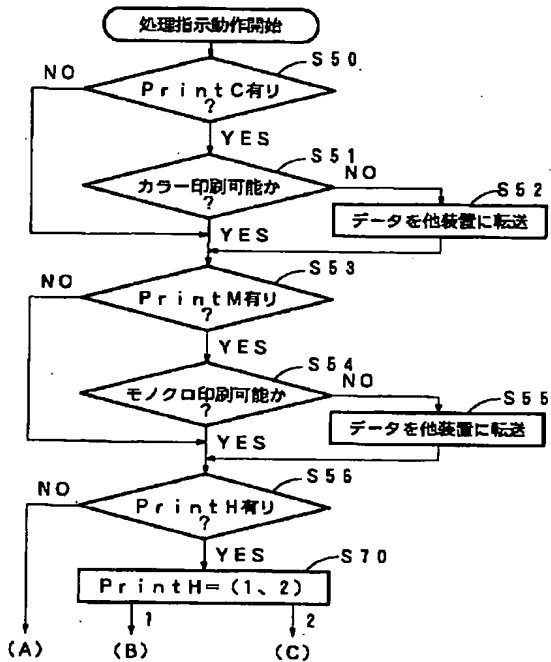 処理指示動作開始
S50
NO
PrintC有り
?
YES
S51
カラー印刷可能か
?
NO
S52
データを他装置に転送
YES
S53
NO
PrintM有り
?
YES
S54
モノクロ印刷可能か
?
NO
S55
データを他装置に転送
YES
S56
NO
PrintH有り
?
YES
S70
PrintH=(1、2)
1
2
(A)
(B)
(C)